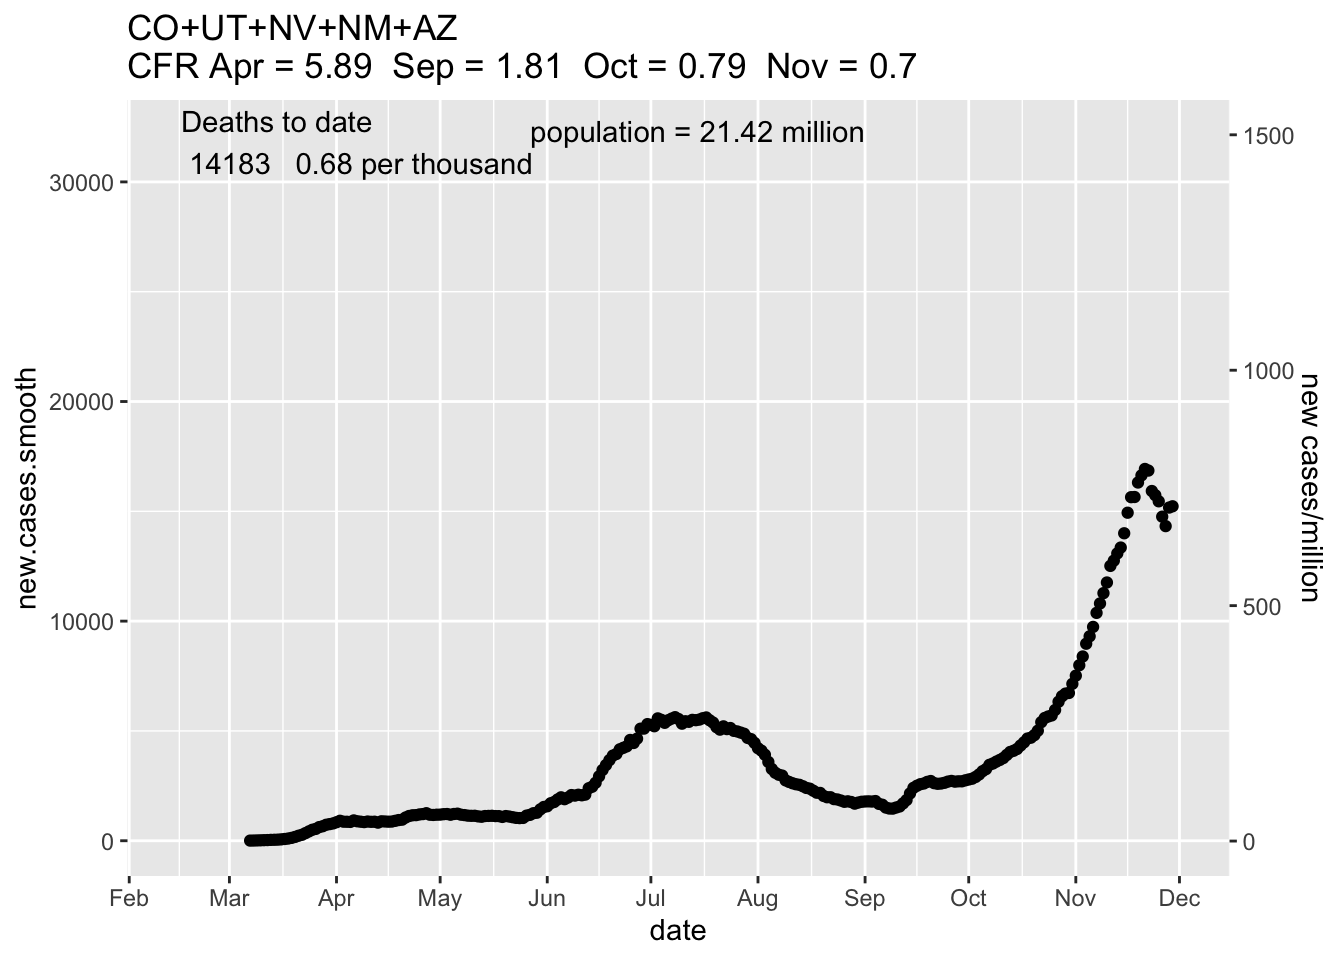 CO+UT+NV+NM+AZ
CFR Apr = 5.89  Sep = 1.81  Oct = 0.79  Nov = 0.7
Deaths to date
14183   0.68 per thousand
population = 21.42 million
new.cases.smooth
30000
20000
10000
0
1500
1000
500
0
new cases/million
Feb Mar Apr May Jun Jul Aug Sep Oct Nov Dec
date